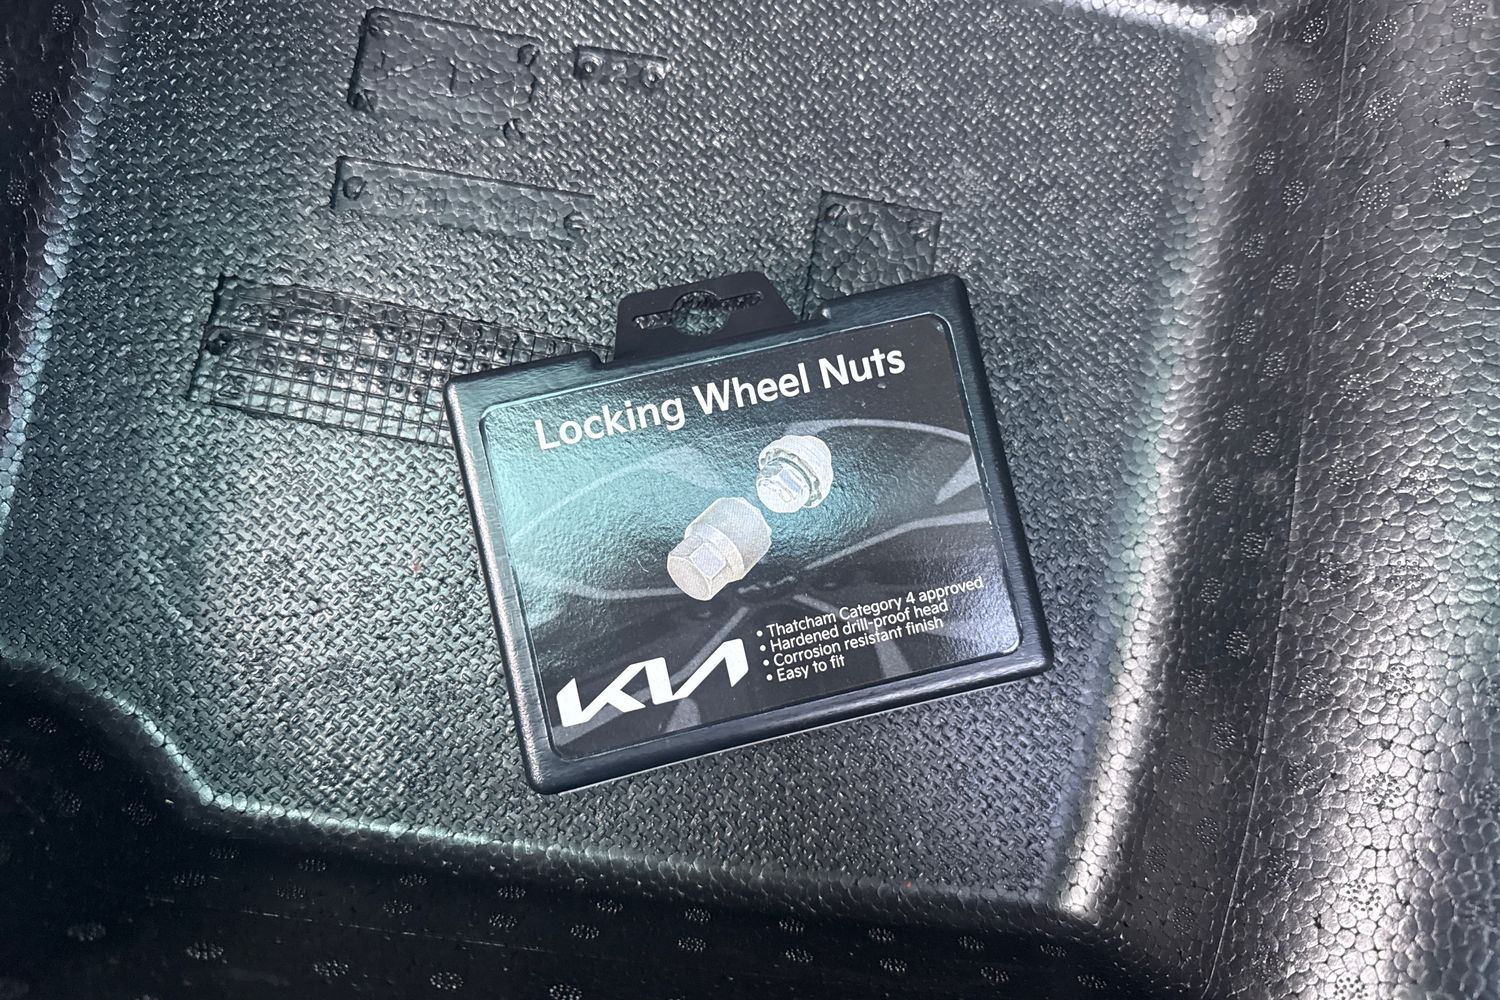 Locking Wheel Nuts
• Thatcham Category 4 approved
• Hardened drill-proof head
• Corrosion resistant finish
• Easy to fit
KIA